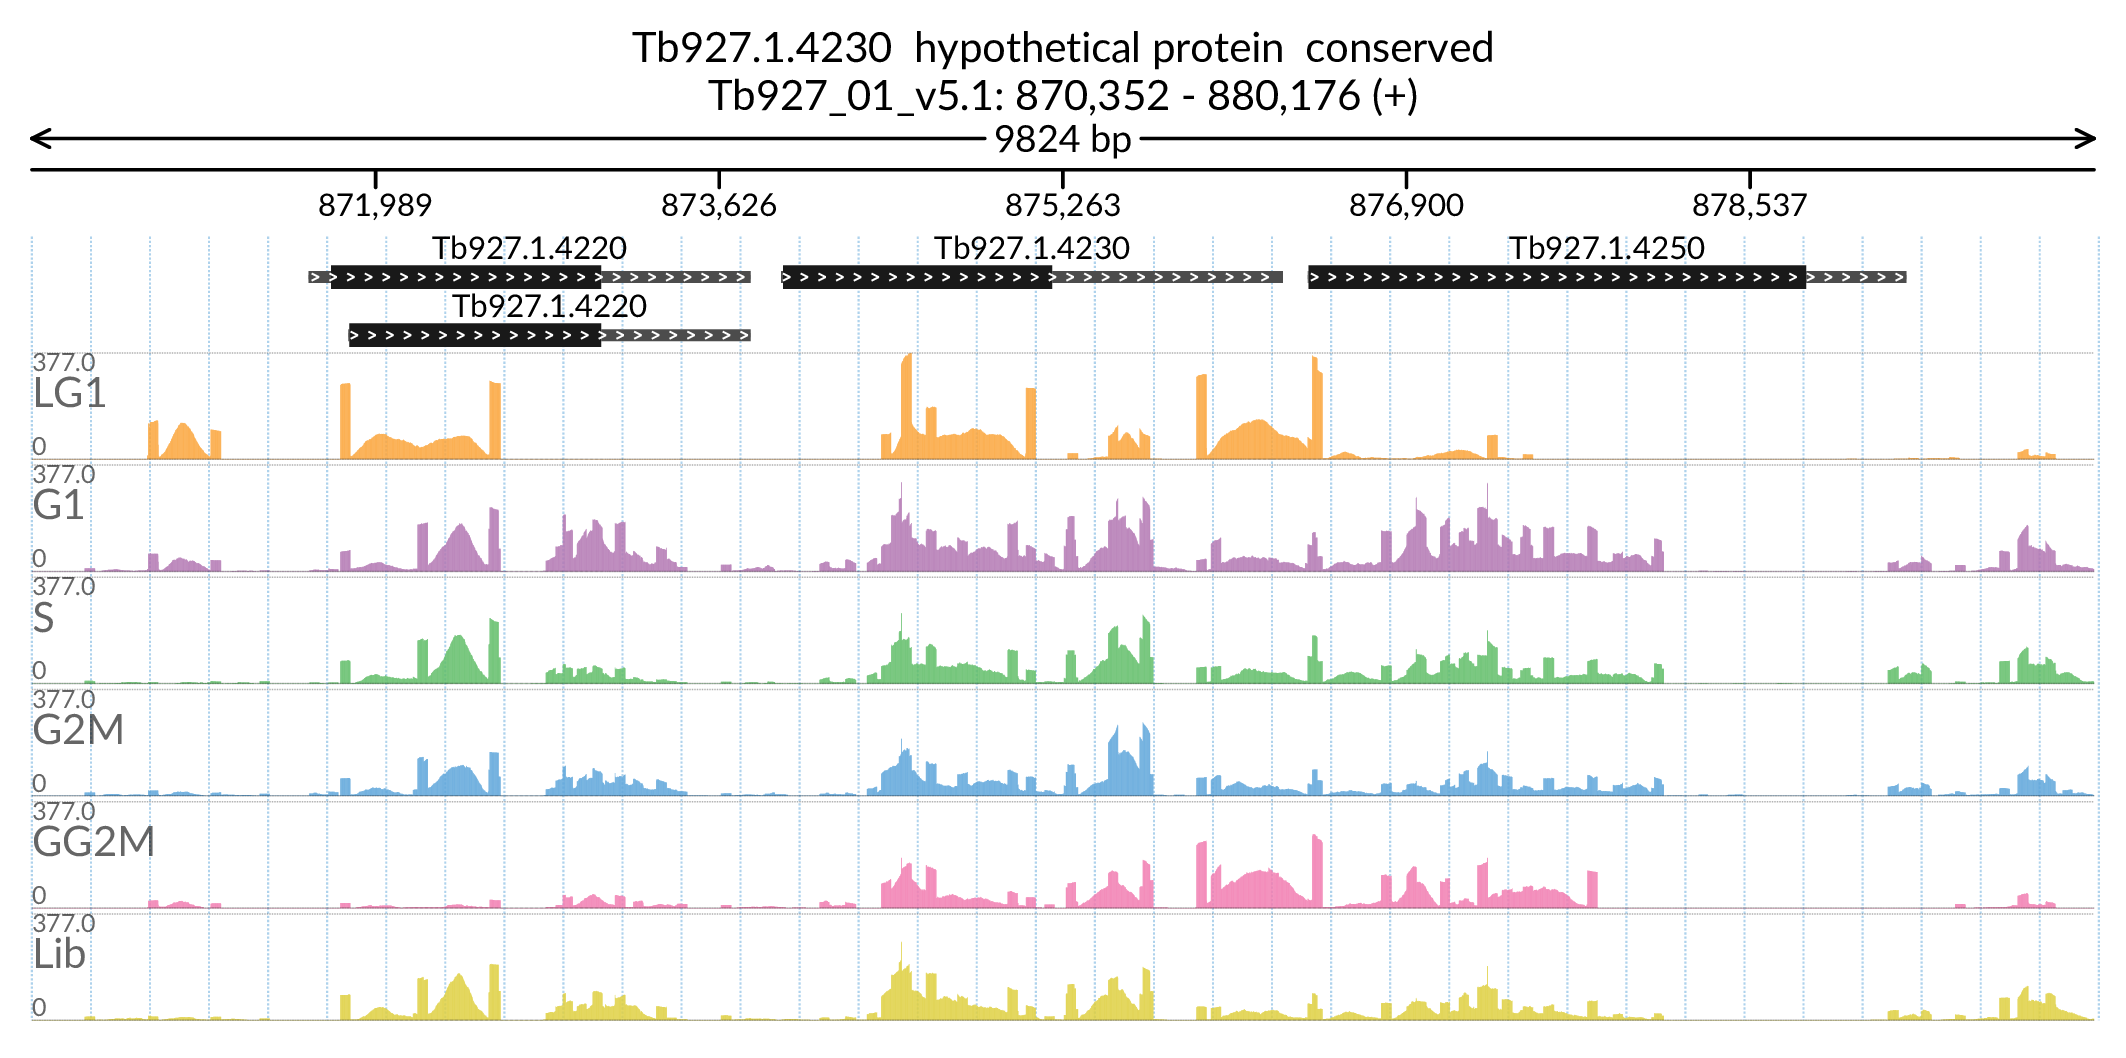 Tb927.1.4230  hypothetical protein  conserved
Tb927_01_v5.1: 870,352 - 880,176 (+)
9824 bp
871,989 873,626 875,263 876,900 878,537
Tb927.1.4220 Tb927.1.4230 Tb927.1.4250
Tb927.1.4220
377.0
LG1
0
377.0
G1
0
377.0
S
0
377.0
G2M
0
377.0
GG2M
0
377.0
Lib
0